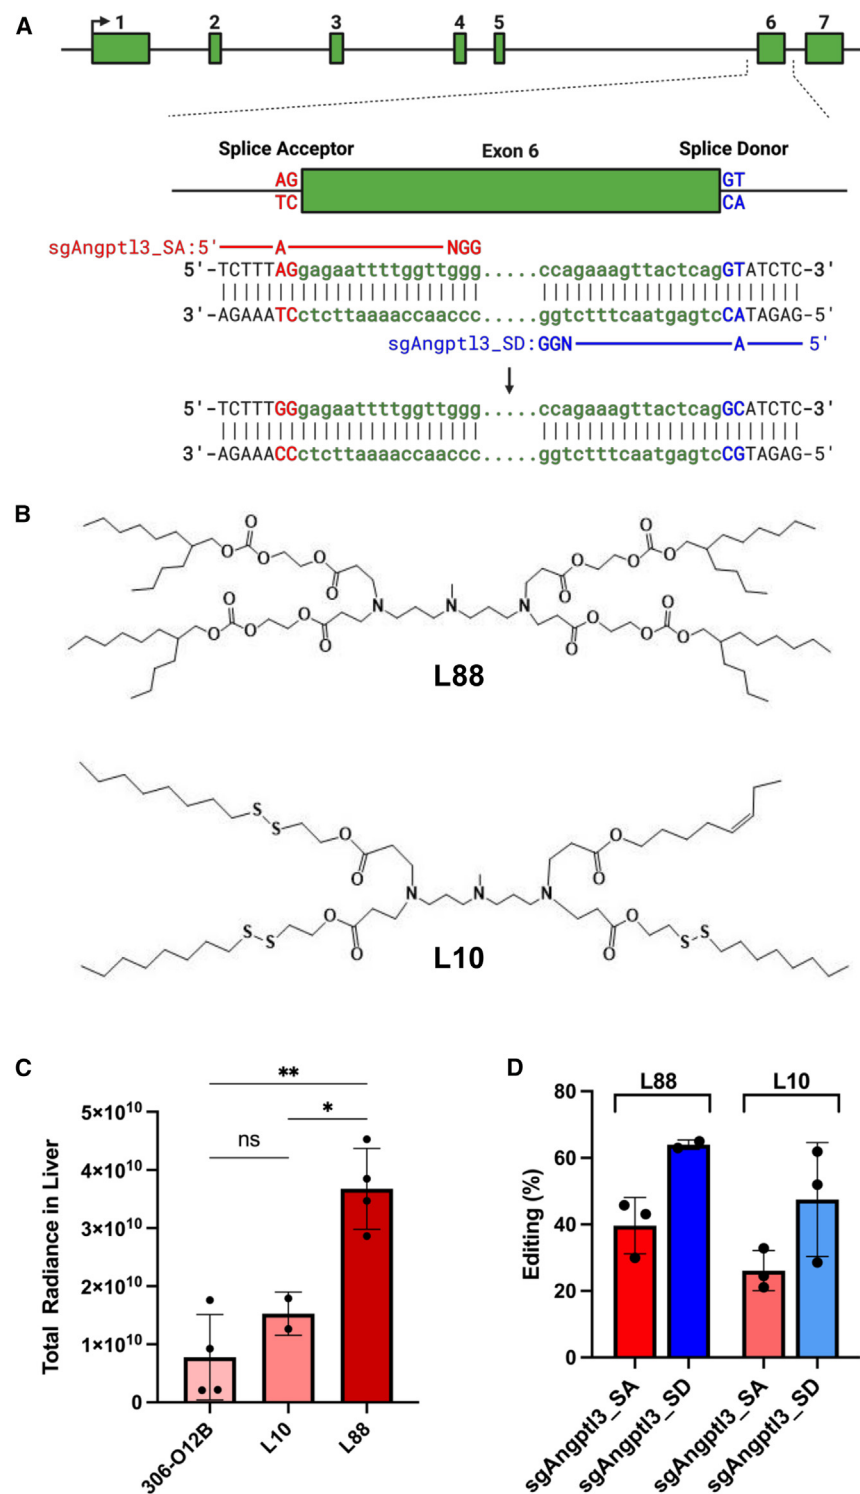 A
1 2 3 4 5 6 7
Splice Acceptor Exon 6 Splice Donor
AG GT
TC CA
sgAngptl3_SA:5' A NGG
5'-TCTTTAGgagaattttggttggg.....ccagaaagttactcagGTATCTC-3'
3'-AGAAATCctcttaaaaccaaccc.....ggtctttcaatgagtcCATAGAG-5'
sgAngptl3_SD:GGN A 5'
5'-TCTTTGGgagaattttggttggg.....ccagaaagttactcagGCATCTC-3'
3'-AGAAACCctcttaaaaccaaccc.....ggtctttcaatgagtcCGTAGAG-5'
B
O O
O O O O O O
O O
N N N
O O
O O O O O O
O O
L88
S
S O O
O O
N N N
S S O O S S
O O
L10
C
**
*
ns
Total Radiance in Liver
5×10¹⁰
4×10¹⁰
3×10¹⁰
2×10¹⁰
1×10¹⁰
0
306-O12B
L10
L88
D
L88 L10
Editing (%)
80
60
40
20
0
sgAngptl3_SA
sgAngptl3_SD
sgAngptl3_SA
sgAngptl3_SD